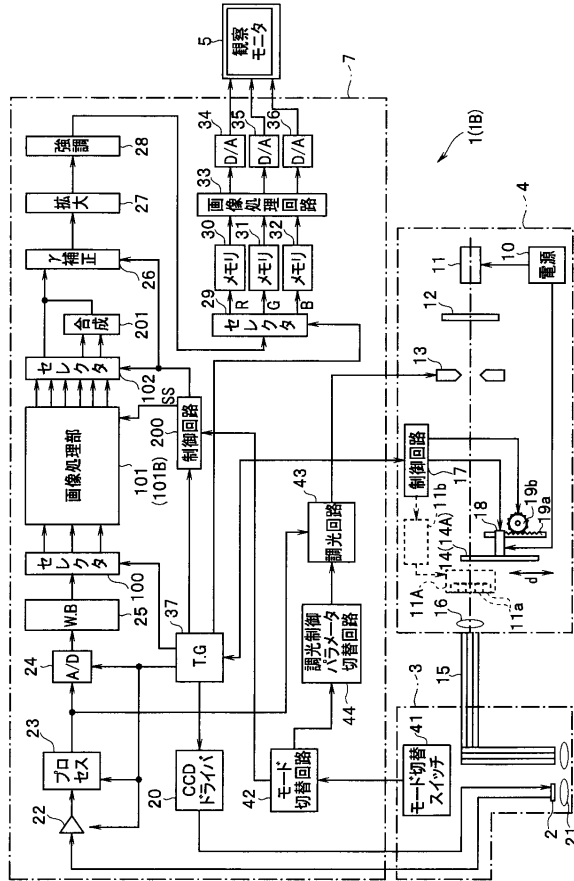 5
観察
モニタ
7
34
35
36
D/A
D/A
D/A
33
画像処理回路
30
31
32
メモリ
メモリ
メモリ
29
R
G
B
セレクタ
28
強調
27
拡大
26
γ補正
201
合成
102
セレクタ
SS
200
制御回路
画像処理部
101
(101B)
100
セレクタ
25
W.B
24
A/D
23
プロセス
22
37
T.G
20
CCD
ドライバ
43
調光回路
調光制御
パラメータ
切替回路
44
42
モード
切替回路
1(1B)
4
11
10
電源
12
13
制御回路
17
11b
18
19b
19a
14(14A)
11A
11a
d
16
15
3
41
モード切替
スイッチ
2
21